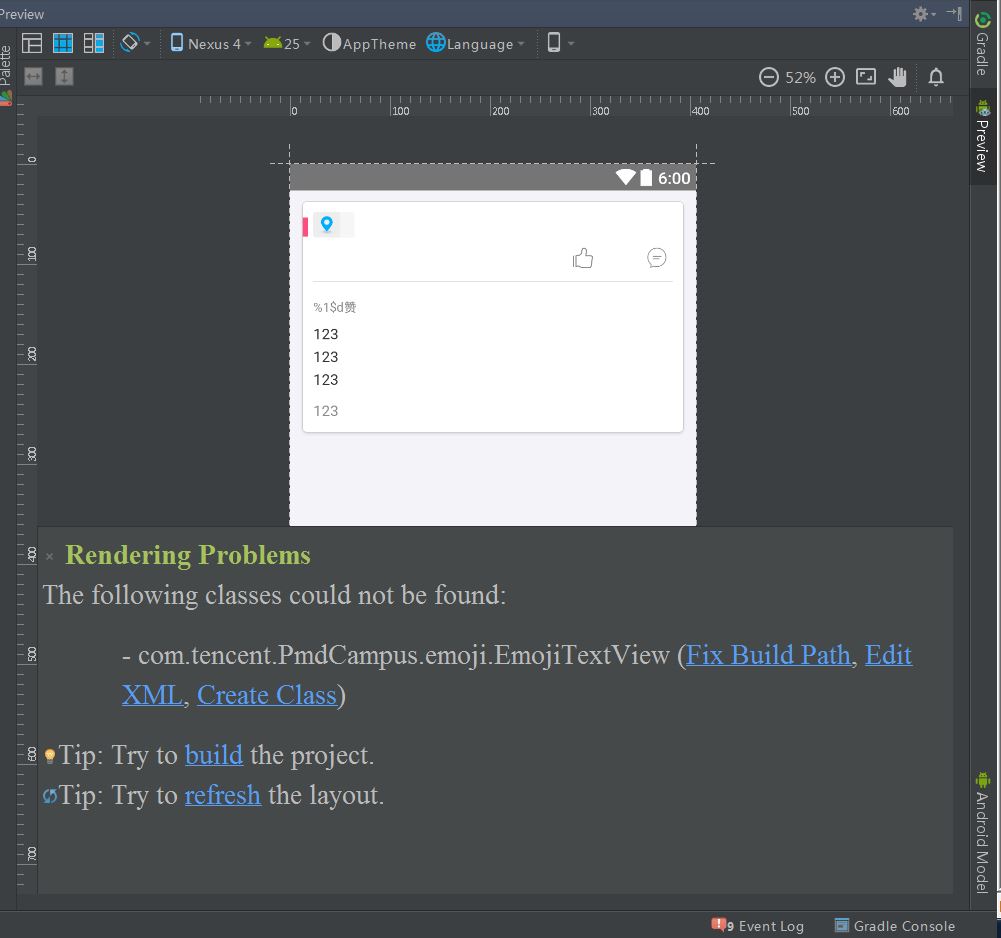 Preview
Palette
Nexus 4
25
AppTheme
Language
Gradle
52%
0
100
200
300
400
500
600
0
100
200
300
400
500
600
700
Preview
6:00
%1$d赞
123
123
123
123
× Rendering Problems
The following classes could not be found:
- com.tencent.PmdCampus.emoji.EmojiTextView (Fix Build Path, Edit
XML, Create Class)
Tip: Try to build the project.
Tip: Try to refresh the layout.
Android Model
9 Event Log
Gradle Console